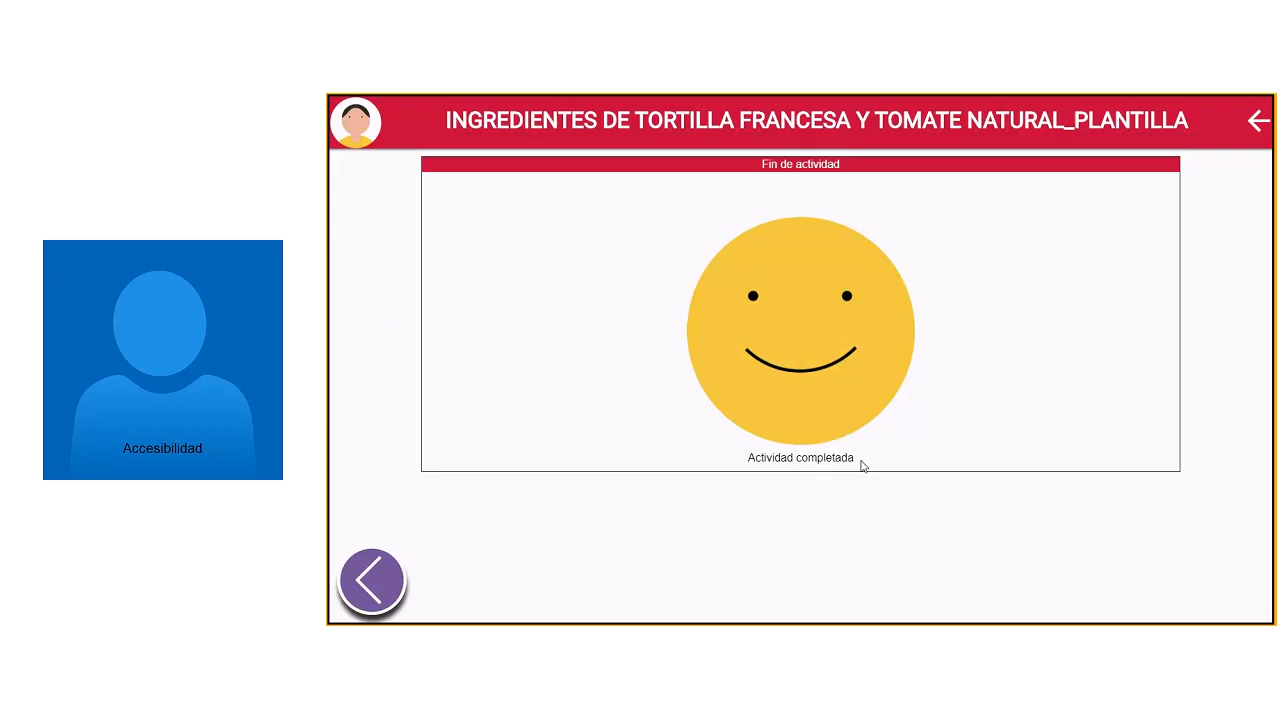 INGREDIENTES DE TORTILLA FRANCESA Y TOMATE NATURAL_PLANTILLA
Fin de actividad
Actividad completada
Accesibilidad